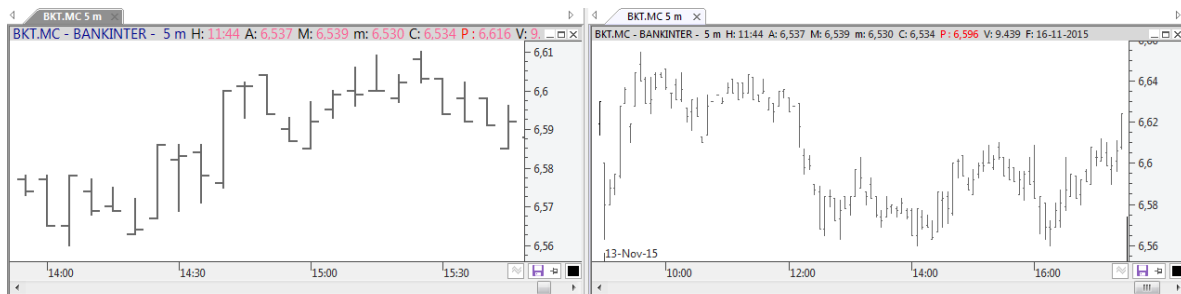 BKT.MC 5 m
BKT.MC - BANKINTER - 5 m H: 11:44 A: 6,537 M: 6,539 m: 6,530 C: 6,534 P : 6,616 V: 9.
6,61
6,6
6,59
6,58
6,57
6,56
14:00 14:30 15:00 15:30
BKT.MC 5 m
BKT.MC - BANKINTER - 5 m H: 11:44 A: 6,537 M: 6,539 m: 6,530 C: 6,534 P : 6,596 V: 9.439 F: 16-11-2015
6,66
6,64
6,62
6,6
6,58
6,56
13-Nov-15
10:00 12:00 14:00 16:00